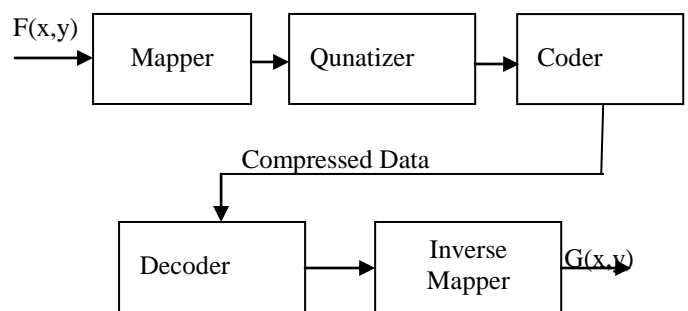 F(x,y)
Mapper
Qunatizer
Coder
Compressed Data
Decoder
Inverse
Mapper
G(x,y)